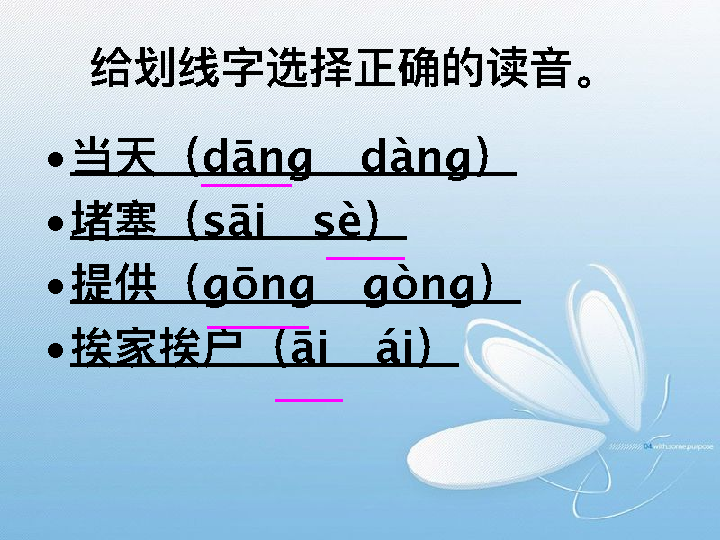 给划线字选择正确的读音。
•当天（dāng dàng）
•堵塞（sāi sè）
•提供（gōng gòng）
•挨家挨户（āi ái）